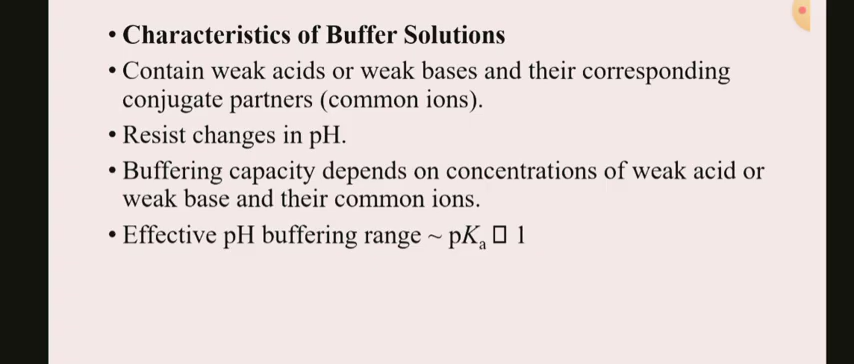 • Characteristics of Buffer Solutions
• Contain weak acids or weak bases and their corresponding
conjugate partners (common ions).
• Resist changes in pH.
• Buffering capacity depends on concentrations of weak acid or
weak base and their common ions.
• Effective pH buffering range ~ pKₐ □ 1